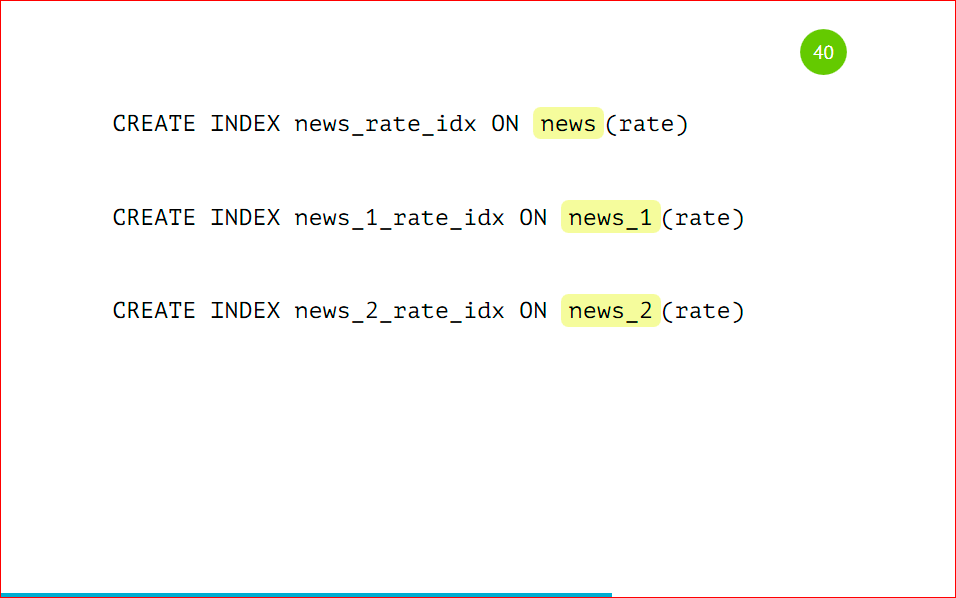 40
CREATE INDEX news_rate_idx ON news(rate)
CREATE INDEX news_1_rate_idx ON news_1(rate)
CREATE INDEX news_2_rate_idx ON news_2(rate)